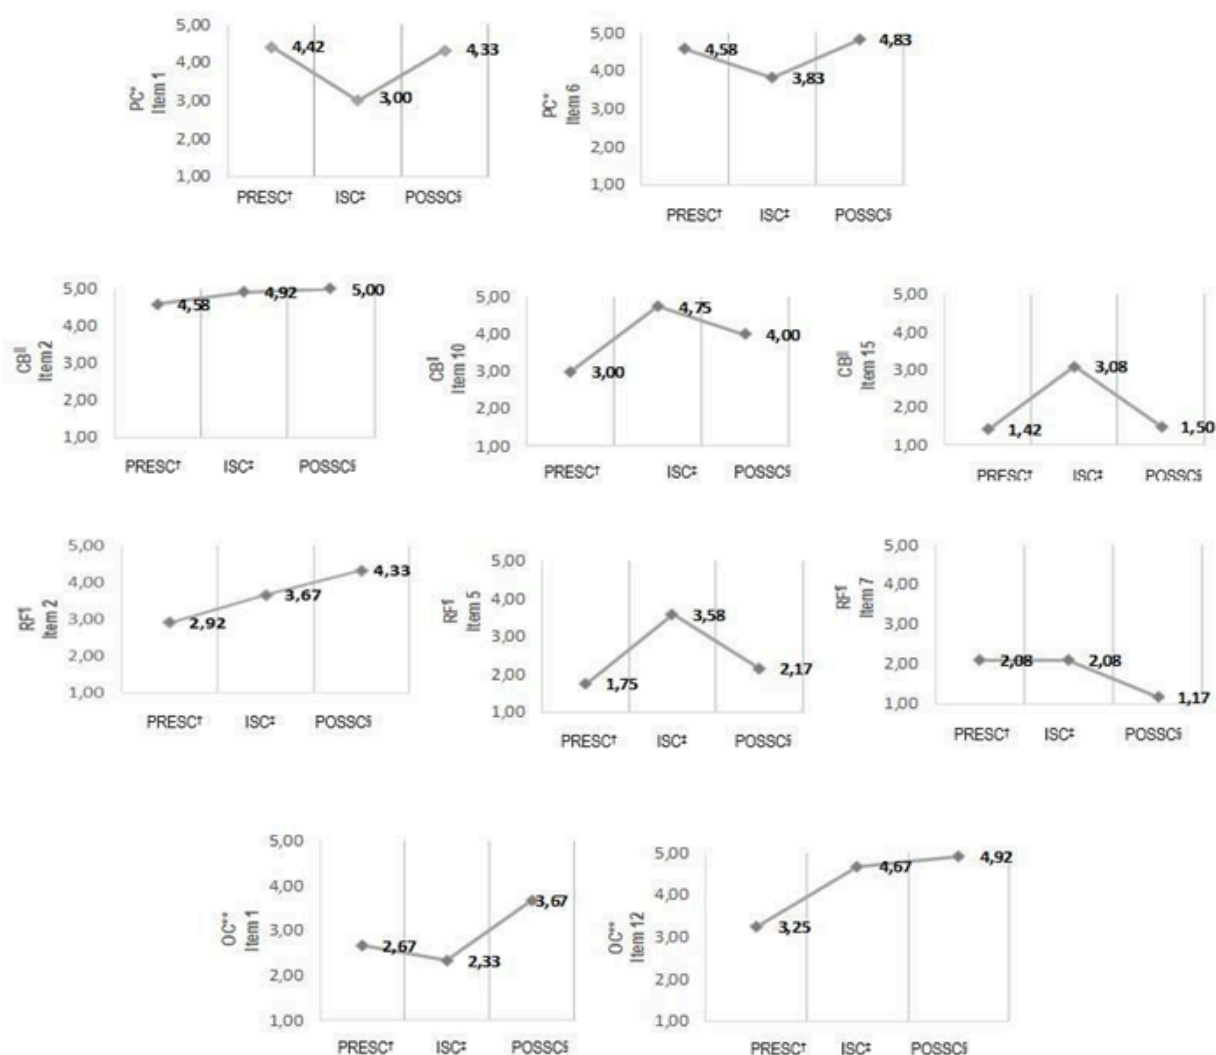 5,00
4,00
3,00
2,00
1,00
PC*
Item 1
4,42
3,00
4,33
PRESC† ISC‡ POSSC§
5,00
4,00
3,00
2,00
1,00
PC*
Item 6
4,58
3,83
4,83
PRESC† ISC‡ POSSC§
5,00
4,00
3,00
2,00
1,00
CB||
Item 2
4,58
4,92
5,00
PRESC† ISC‡ POSSC§
5,00
4,00
3,00
2,00
1,00
CB||
Item 10
3,00
4,75
4,00
PRESC† ISC‡ POSSC§
5,00
4,00
3,00
2,00
1,00
CB||
Item 15
1,42
3,08
1,50
PRESC† ISC‡ POSSC§
5,00
4,00
3,00
2,00
1,00
RF¶
Item 2
2,92
3,67
4,33
PRESC† ISC‡ POSSC§
5,00
4,00
3,00
2,00
1,00
RF¶
Item 5
1,75
3,58
2,17
PRESC† ISC‡ POSSC§
5,00
4,00
3,00
2,00
1,00
RF¶
Item 7
2,08
2,08
1,17
PRESC† ISC‡ POSSC§
5,00
4,00
3,00
2,00
1,00
OC**
Item 1
2,67
2,33
3,67
PRESC† ISC‡ POSSC§
5,00
4,00
3,00
2,00
1,00
OC**
Item 12
3,25
4,67
4,92
PRESC† ISC‡ POSSC§